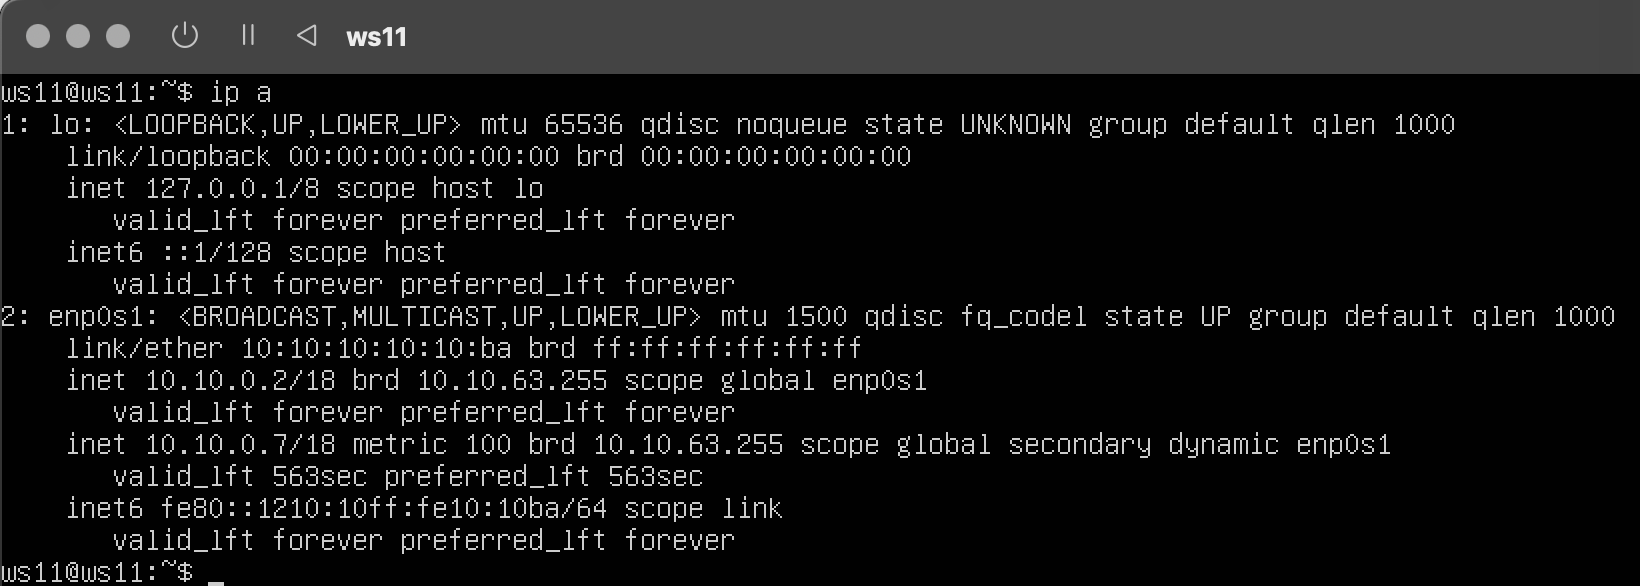 ws11
ws11@ws11:~$ ip a
1: lo: <LOOPBACK,UP,LOWER_UP> mtu 65536 qdisc noqueue state UNKNOWN group default qlen 1000
    link/loopback 00:00:00:00:00:00 brd 00:00:00:00:00:00
    inet 127.0.0.1/8 scope host lo
       valid_lft forever preferred_lft forever
    inet6 ::1/128 scope host
       valid_lft forever preferred_lft forever
2: enp0s1: <BROADCAST,MULTICAST,UP,LOWER_UP> mtu 1500 qdisc fq_codel state UP group default qlen 1000
    link/ether 10:10:10:10:10:ba brd ff:ff:ff:ff:ff:ff
    inet 10.10.0.2/18 brd 10.10.63.255 scope global enp0s1
       valid_lft forever preferred_lft forever
    inet 10.10.0.7/18 metric 100 brd 10.10.63.255 scope global secondary dynamic enp0s1
       valid_lft 563sec preferred_lft 563sec
    inet6 fe80::1210:10ff:fe10:10ba/64 scope link
       valid_lft forever preferred_lft forever
ws11@ws11:~$ _